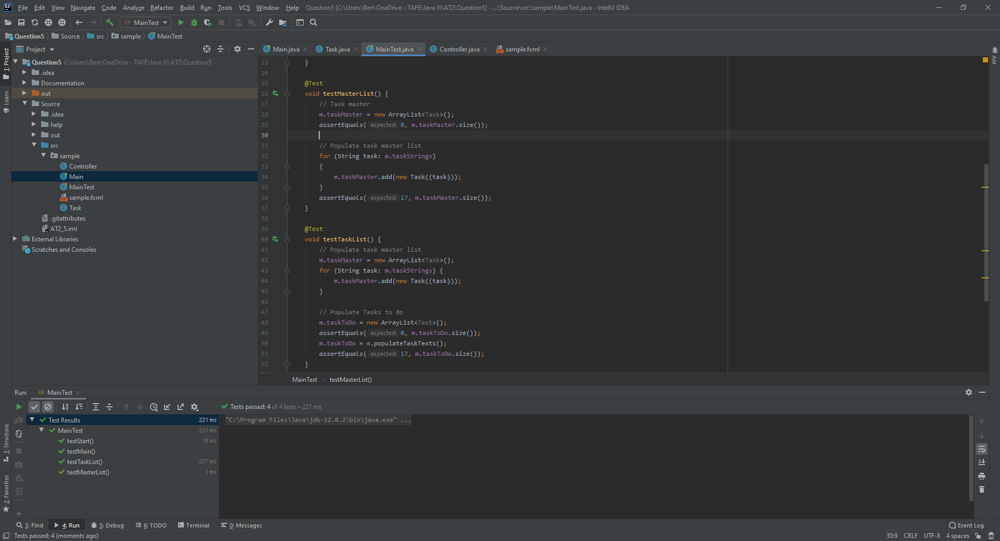 File Edit View Navigate Code Analyze Refactor Build Run Tools VCS Window Help Question5 [C:\Users\Ben\OneDrive - TAFE\Java III\AT2\Question5] - ...\Source\src\sample\MainTest.java - IntelliJ IDEA
MainTest
Question5 Source src sample MainTest
Project
Main.java Task.java MainTest.java Controller.java sample.fxml
1: Project
Learn
7: Structure
2: Favorites
Ant
Question5 C:\Users\Ben\OneDrive - TAFE\Java III\AT2\Question5
.idea
Documentation
out
Source
.idea
help
out
src
sample
Controller
Main
MainTest
sample.fxml
Task
.gitattributes
AT2_5.iml
External Libraries
Scratches and Consoles
23 }
24
25 @Test
26 void testMasterList() {
27 // Task master
28 m.taskMaster = new ArrayList<Task>();
29 assertEquals( expected: 0, m.taskMaster.size());
30
31 // Populate task master list
32 for (String task: m.taskStrings)
33 {
34 m.taskMaster.add(new Task((task)));
35 }
36 assertEquals( expected: 17, m.taskMaster.size());
37 }
38
39 @Test
40 void testTaskList() {
41 // Populate task master list
42 m.taskMaster = new ArrayList<Task>();
43 for (String task: m.taskStrings) {
44 m.taskMaster.add(new Task((task)));
45 }
46
47 // Populate Tasks to do
48 m.taskToDo = new ArrayList<Text>();
49 assertEquals( expected: 0, m.taskToDo.size());
50 m.taskToDo = m.populateTaskTexts();
51 assertEquals( expected: 17, m.taskToDo.size());
52 }
MainTest testMasterList()
Run: MainTest
Tests passed: 4 of 4 tests – 221 ms
Test Results 221 ms
MainTest 221 ms
testStart() 13 ms
testMain()
testTaskList() 207 ms
testMasterList() 1 ms
"C:\Program Files\Java\jdk-12.0.2\bin\java.exe" ...
3: Find 4: Run 5: Debug 6: TODO Terminal 0: Messages Event Log
Tests passed: 4 (moments ago) 30:9 CRLF UTF-8 4 spaces